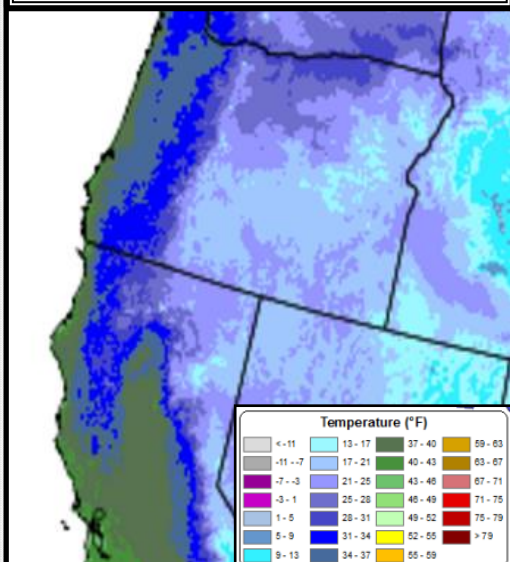 Temperature (°F)
< -11 13 - 17 37 - 40 59 - 63
-11 - -7 17 - 21 40 - 43 63 - 67
-7 - -3 21 - 25 43 - 46 67 - 71
-3 - 1 25 - 28 46 - 49 71 - 75
1 - 5 28 - 31 49 - 52 75 - 79
5 - 9 31 - 34 52 - 55 > 79
9 - 13 34 - 37 55 - 59